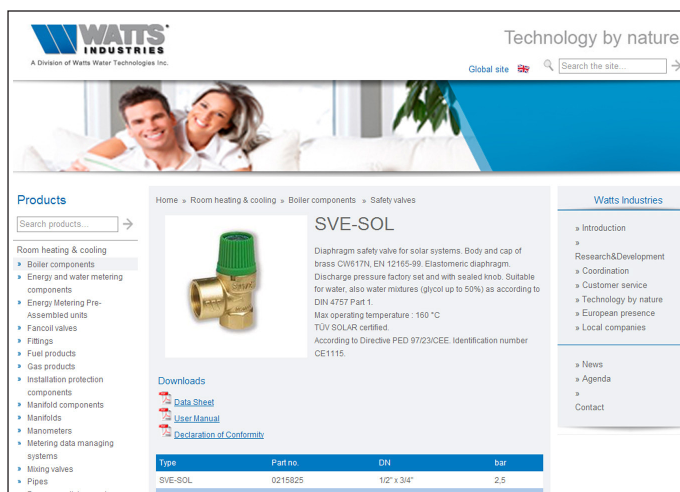 WATTS®
INDUSTRIES
A Division of Watts Water Technologies Inc.
Technology by nature
Global site
Search the site...
Products
Search products...
Room heating & cooling
» Boiler components
» Energy and water metering
components
» Energy Metering Pre-
Assembled units
» Fancoil valves
» Fittings
» Fuel products
» Gas products
» Installation protection
components
» Manifold components
» Manifolds
» Manometers
» Metering data managing
systems
» Mixing valves
» Pipes
Home » Room heating & cooling » Boiler components » Safety valves
SVE-SOL
Diaphragm safety valve for solar systems. Body and cap of
brass CW617N, EN 12165-99. Elastomeric diaphragm.
Discharge pressure factory set and with sealed knob. Suitable
for water, also water mixtures (glycol up to 50%) as according to
DIN 4757 Part 1.
Max operating temperature : 160 °C
TÜV SOLAR certified.
According to Directive PED 97/23/CEE. Identification number
CE1115.
Downloads
Data Sheet
User Manual
Declaration of Conformity
Type Part no. DN bar
SVE-SOL 0215825 1/2" x 3/4" 2,5
Watts Industries
» Introduction
»
Research&Development
» Coordination
» Customer service
» Technology by nature
» European presence
» Local companies
» News
» Agenda
»
Contact